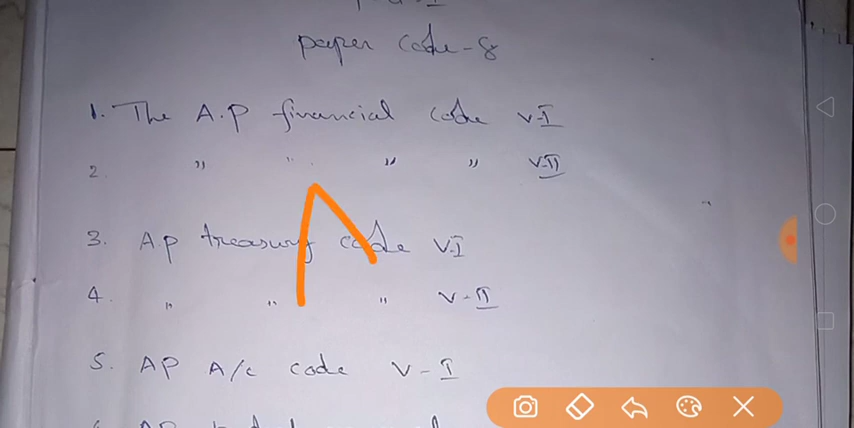 paper code-8
1. The A.P financial code V-I
2. " " " " V-II
3. A.P treasury code V-I
4. " " " V-II
5. AP A/c code V-I